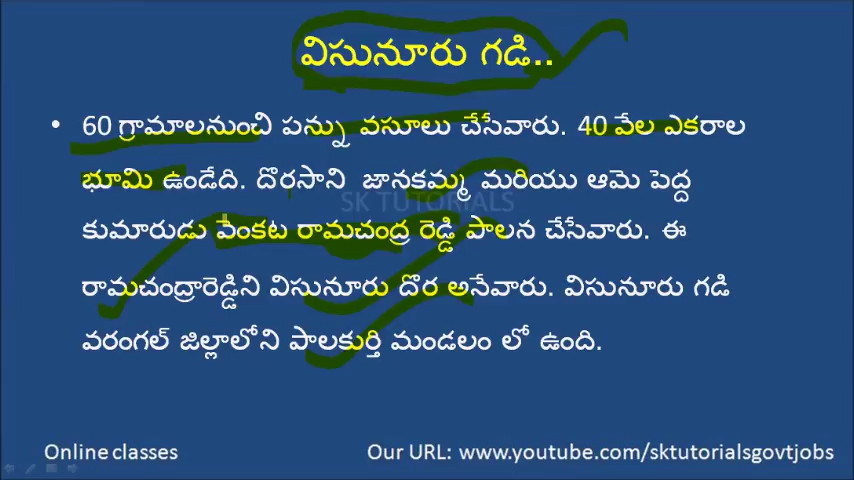 విసునూరు గడి..
• 60 గ్రామాలనుంచి పన్ను వసూలు చేసేవారు. 40 వేల ఎకరాల
భూమి ఉండేది. దొరసాని జానకమ్మ మరియు ఆమె పెద్ద
కుమారుడు వెంకట రామచంద్ర రెడ్డి పాలన చేసేవారు. ఈ
రామచంద్రారెడ్డిని విసునూరు దొర అనేవారు. విసునూరు గడి
వరంగల్ జిల్లాలోని పాలకుర్తి మండలం లో ఉంది.
SK TUTORIALS
Online classes
Our URL: www.youtube.com/sktutorialsgovtjobs